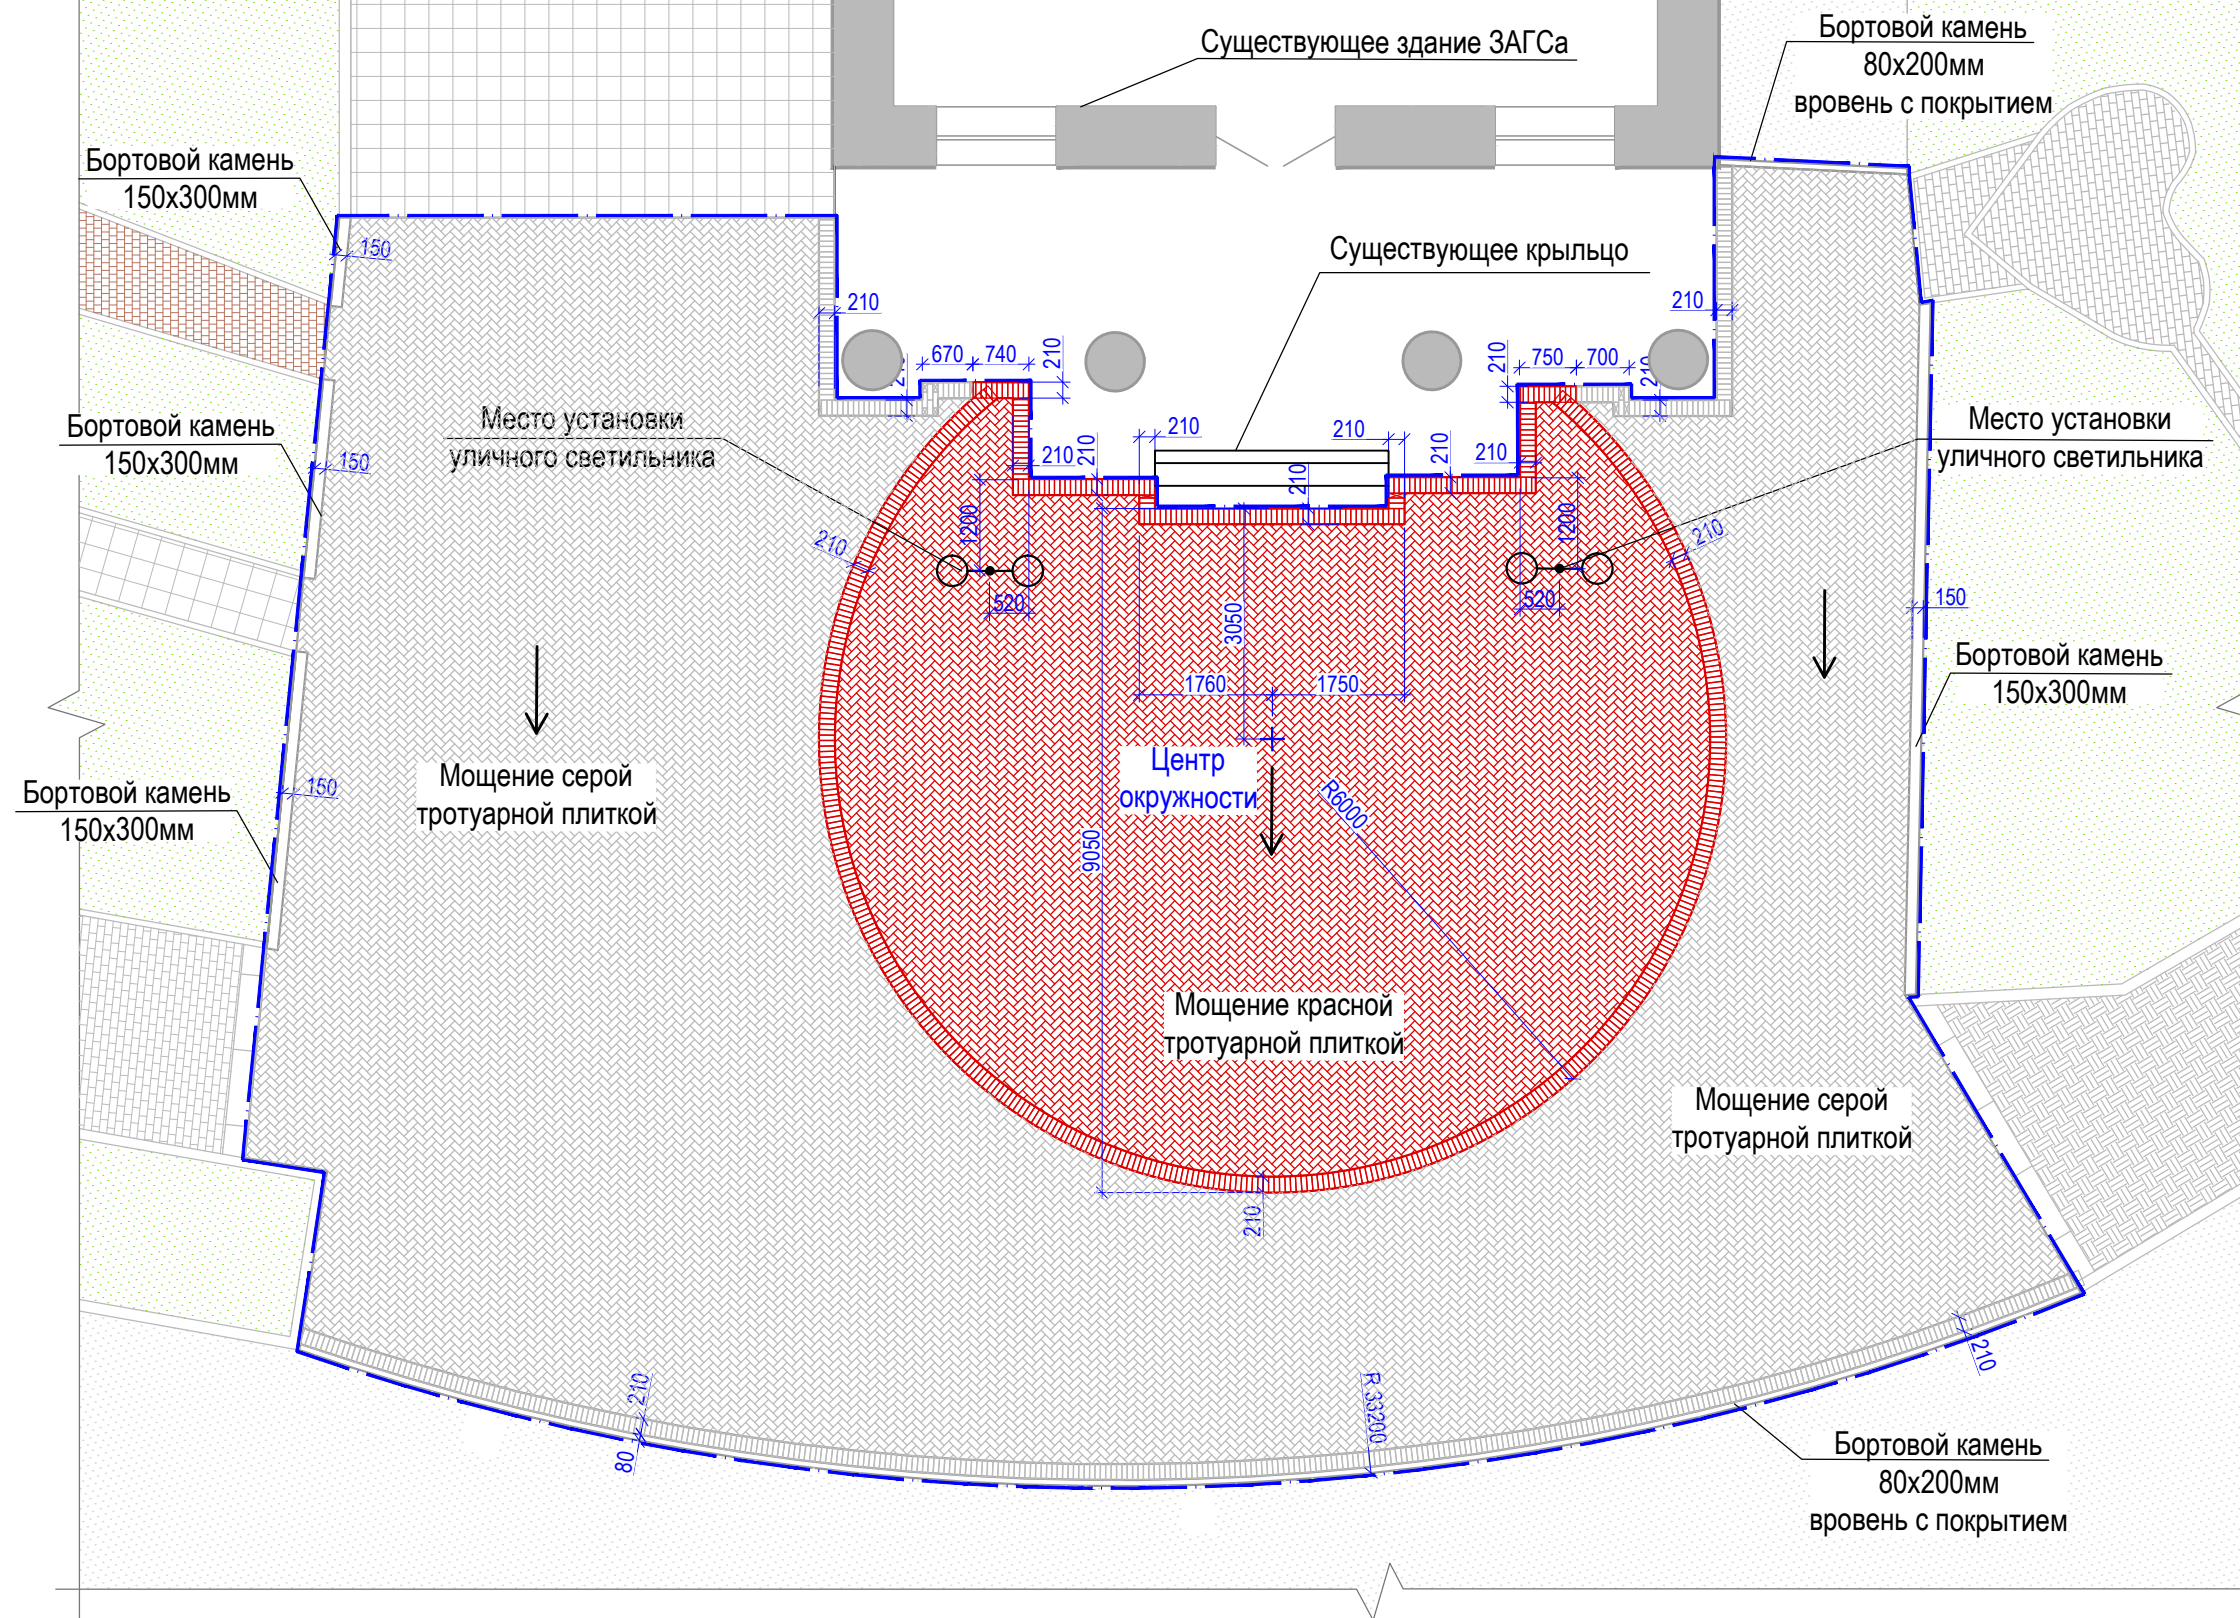 Существующее здание ЗАГСа
Бортовой камень
80х200мм
вровень с покрытием
Бортовой камень
150х300мм
150
Существующее крыльцо
210
210
670
740
210
210
750
700
210
Место установки
уличного светильника
Бортовой камень
150х300мм
150
210
210
210
210
210
210
210
Место установки
уличного светильника
1200
1200
210
210
520
520
3050
150
Бортовой камень
150х300мм
1760
1750
Центр
окружности
R6000
Мощение серой
тротуарной плиткой
Бортовой камень
150х300мм
150
9050
Мощение красной
тротуарной плиткой
Мощение серой
тротуарной плиткой
210
210
210
80
R 33200
Бортовой камень
80х200мм
вровень с покрытием